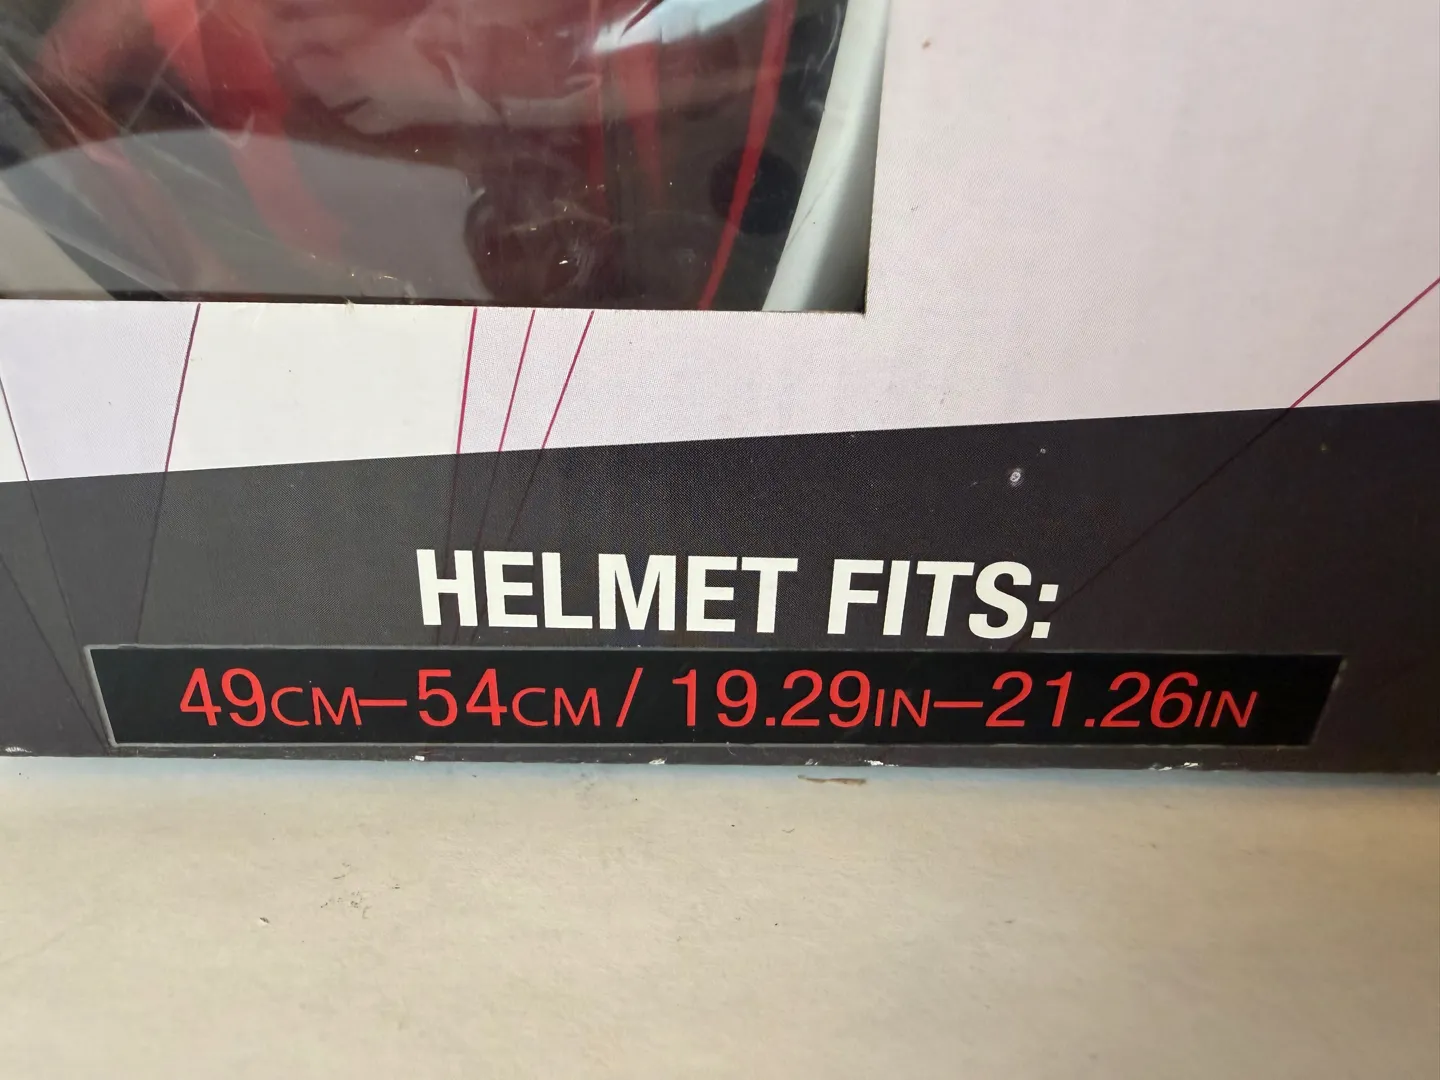 HELMET FITS:
49CM–54CM / 19.29IN–21.26IN